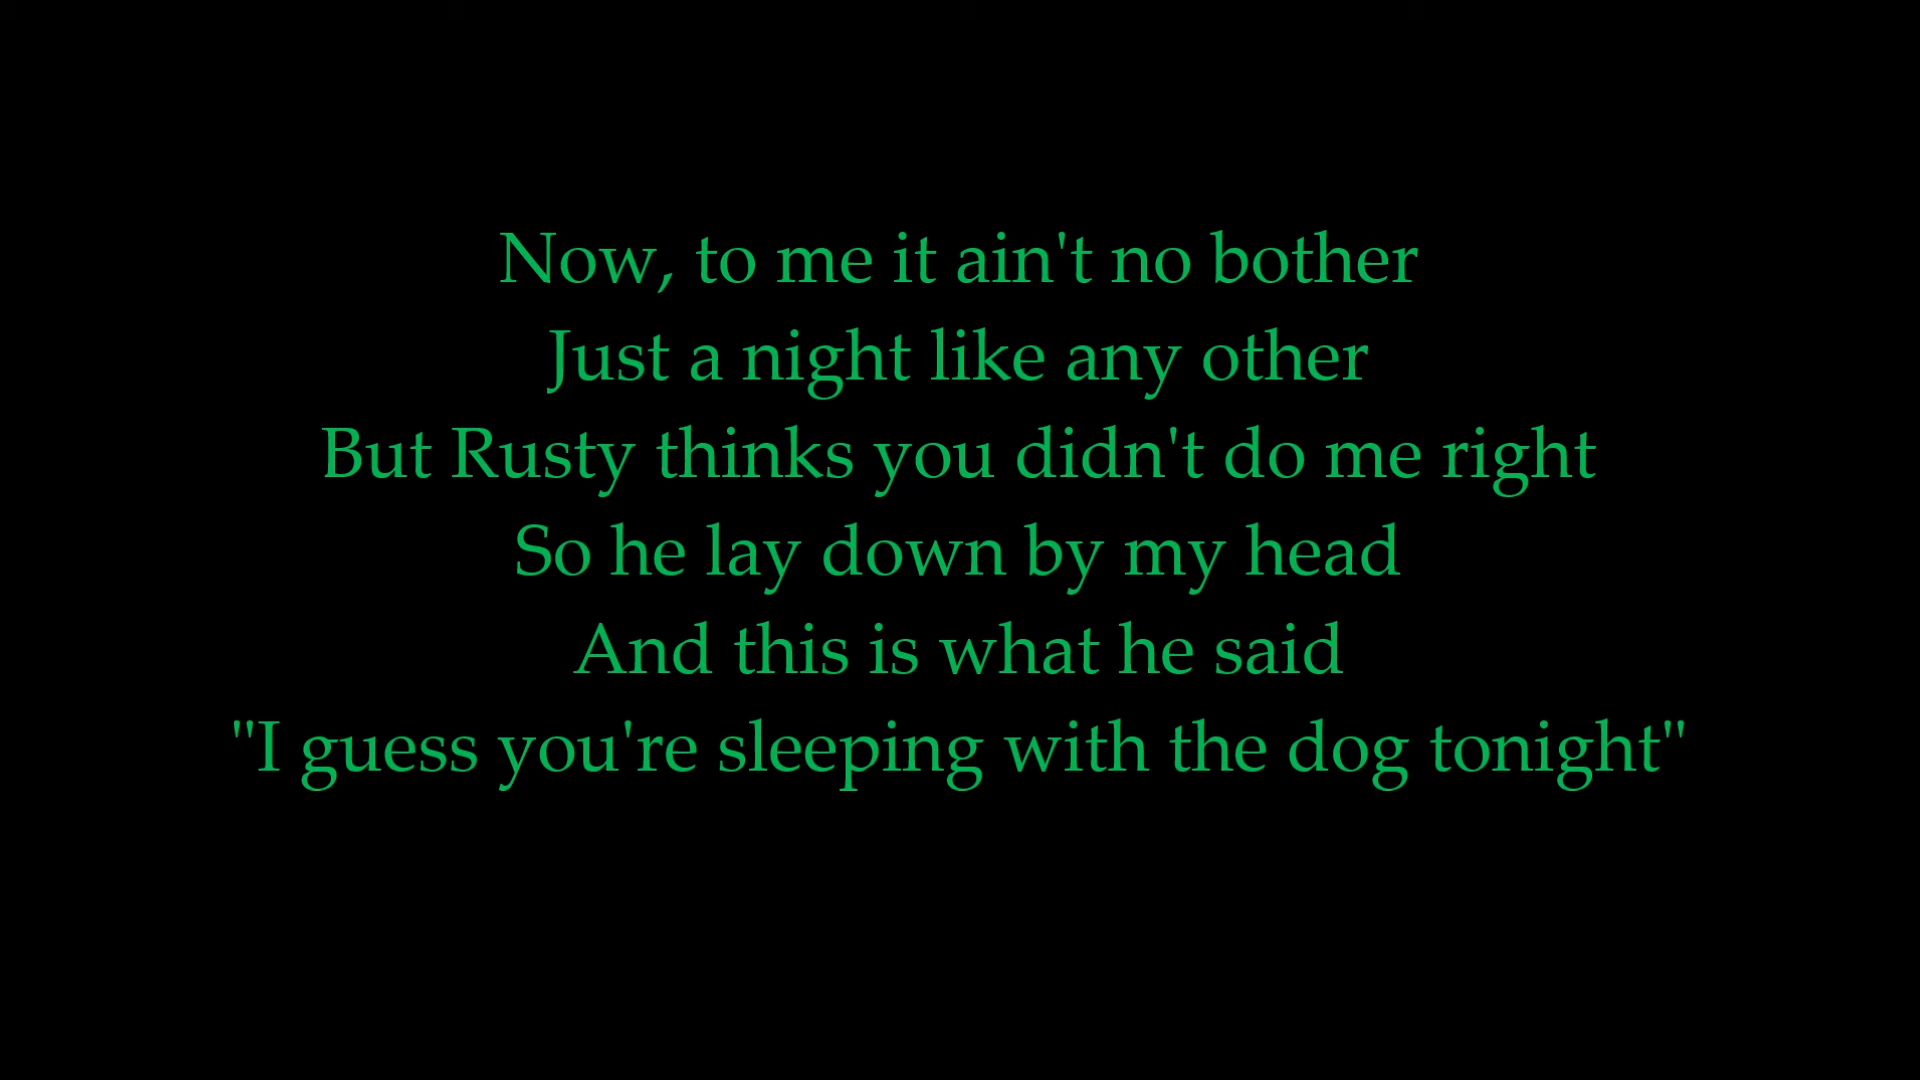 Now, to me it ain't no bother
Just a night like any other
But Rusty thinks you didn't do me right
So he lay down by my head
And this is what he said
"I guess you're sleeping with the dog tonight"